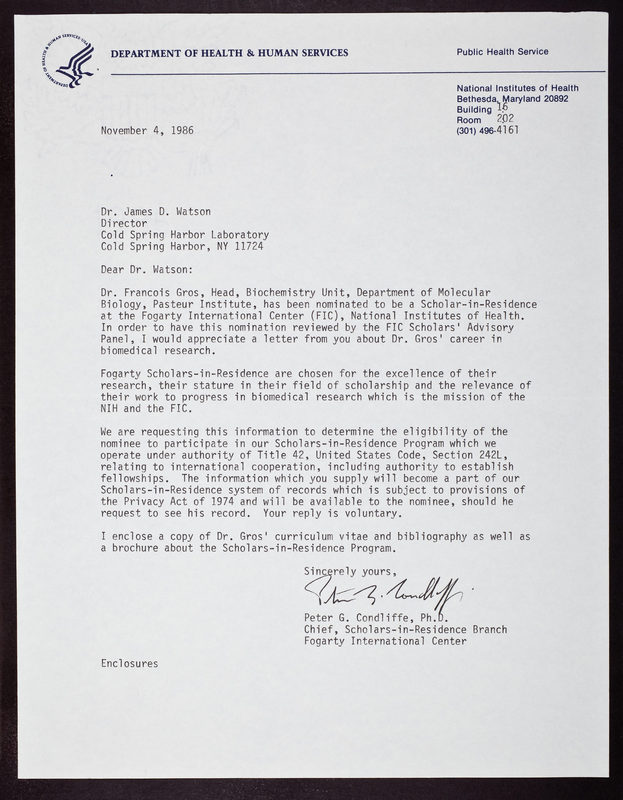 DEPARTMENT OF HEALTH & HUMAN SERVICES
Public Health Service
National Institutes of Health
Bethesda, Maryland 20892
Building 16
Room 202
(301) 496-4161
November 4, 1986
Dr. James D. Watson
Director
Cold Spring Harbor Laboratory
Cold Spring Harbor, NY 11724
Dear Dr. Watson:
Dr. Francois Gros, Head, Biochemistry Unit, Department of Molecular
Biology, Pasteur Institute, has been nominated to be a Scholar-in-Residence
at the Fogarty International Center (FIC), National Institutes of Health.
In order to have this nomination reviewed by the FIC Scholars' Advisory
Panel, I would appreciate a letter from you about Dr. Gros' career in
biomedical research.
Fogarty Scholars-in-Residence are chosen for the excellence of their
research, their stature in their field of scholarship and the relevance of
their work to progress in biomedical research which is the mission of the
NIH and the FIC.
We are requesting this information to determine the eligibility of the
nominee to participate in our Scholars-in-Residence Program which we
operate under authority of Title 42, United States Code, Section 242L,
relating to international cooperation, including authority to establish
fellowships. The information which you supply will become a part of our
Scholars-in-Residence system of records which is subject to provisions of
the Privacy Act of 1974 and will be available to the nominee, should he
request to see his record. Your reply is voluntary.
I enclose a copy of Dr. Gros' curriculum vitae and bibliography as well as
a brochure about the Scholars-in-Residence Program.
Sincerely yours,
Peter G. Condliffe
Peter G. Condliffe, Ph.D.
Chief, Scholars-in-Residence Branch
Fogarty International Center
Enclosures